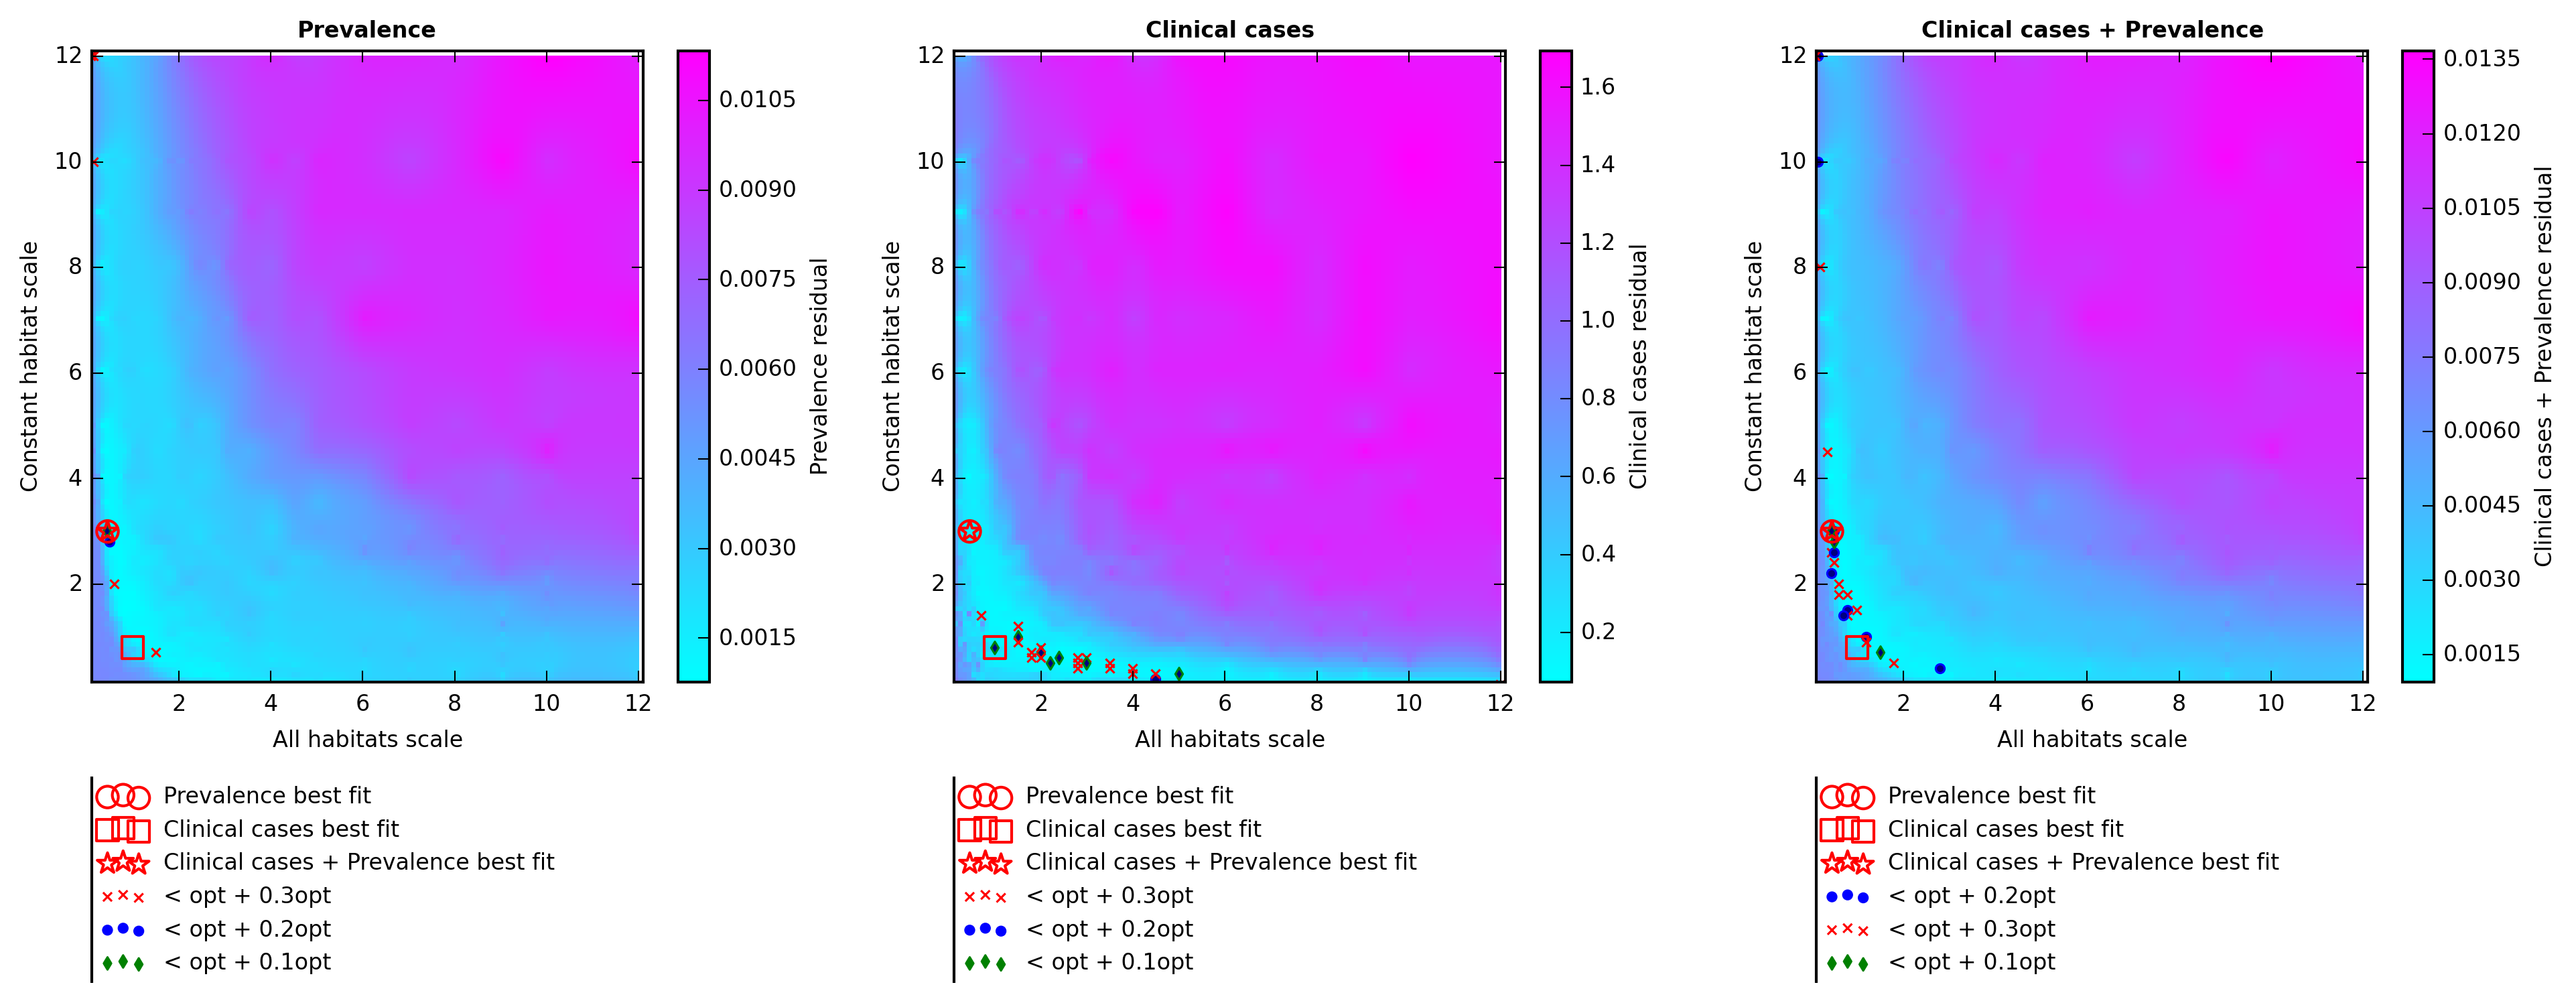 Prevalence
12
10
8
6
4
2
Constant habitat scale
2 4 6 8 10 12
All habitats scale
0.0105
0.0090
0.0075
0.0060
0.0045
0.0030
0.0015
Prevalence residual
Prevalence best fit
Clinical cases best fit
Clinical cases + Prevalence best fit
< opt + 0.3opt
< opt + 0.2opt
< opt + 0.1opt
Clinical cases
12
10
8
6
4
2
Constant habitat scale
2 4 6 8 10 12
All habitats scale
1.6
1.4
1.2
1.0
0.8
0.6
0.4
0.2
Clinical cases residual
Prevalence best fit
Clinical cases best fit
Clinical cases + Prevalence best fit
< opt + 0.3opt
< opt + 0.2opt
< opt + 0.1opt
Clinical cases + Prevalence
12
10
8
6
4
2
Constant habitat scale
2 4 6 8 10 12
All habitats scale
0.0135
0.0120
0.0105
0.0090
0.0075
0.0060
0.0045
0.0030
0.0015
Clinical cases + Prevalence residual
Prevalence best fit
Clinical cases best fit
Clinical cases + Prevalence best fit
< opt + 0.2opt
< opt + 0.3opt
< opt + 0.1opt